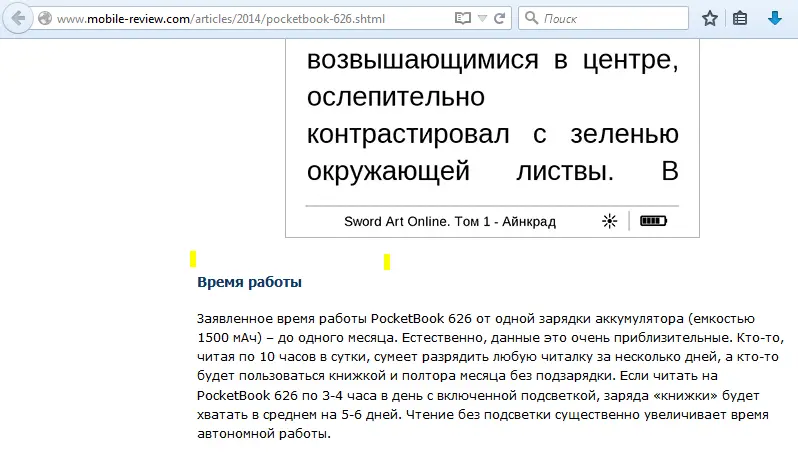 www.mobile-review.com/articles/2014/pocketbook-626.shtml
Поиск
возвышающимися в центре,
ослепительно
контрастировал с зеленью
окружающей листвы. В
Sword Art Online. Том 1 - Айнкрад
Время работы
Заявленное время работы PocketBook 626 от одной зарядки аккумулятора (емкостью
1500 мАч) – до одного месяца. Естественно, данные это очень приблизительные. Кто-то,
читая по 10 часов в сутки, сумеет разрядить любую читалку за несколько дней, а кто-то
будет пользоваться книжкой и полтора месяца без подзарядки. Если читать на
PocketBook 626 по 3-4 часа в день с включенной подсветкой, заряда «книжки» будет
хватать в среднем на 5-6 дней. Чтение без подсветки существенно увеличивает время
автономной работы.